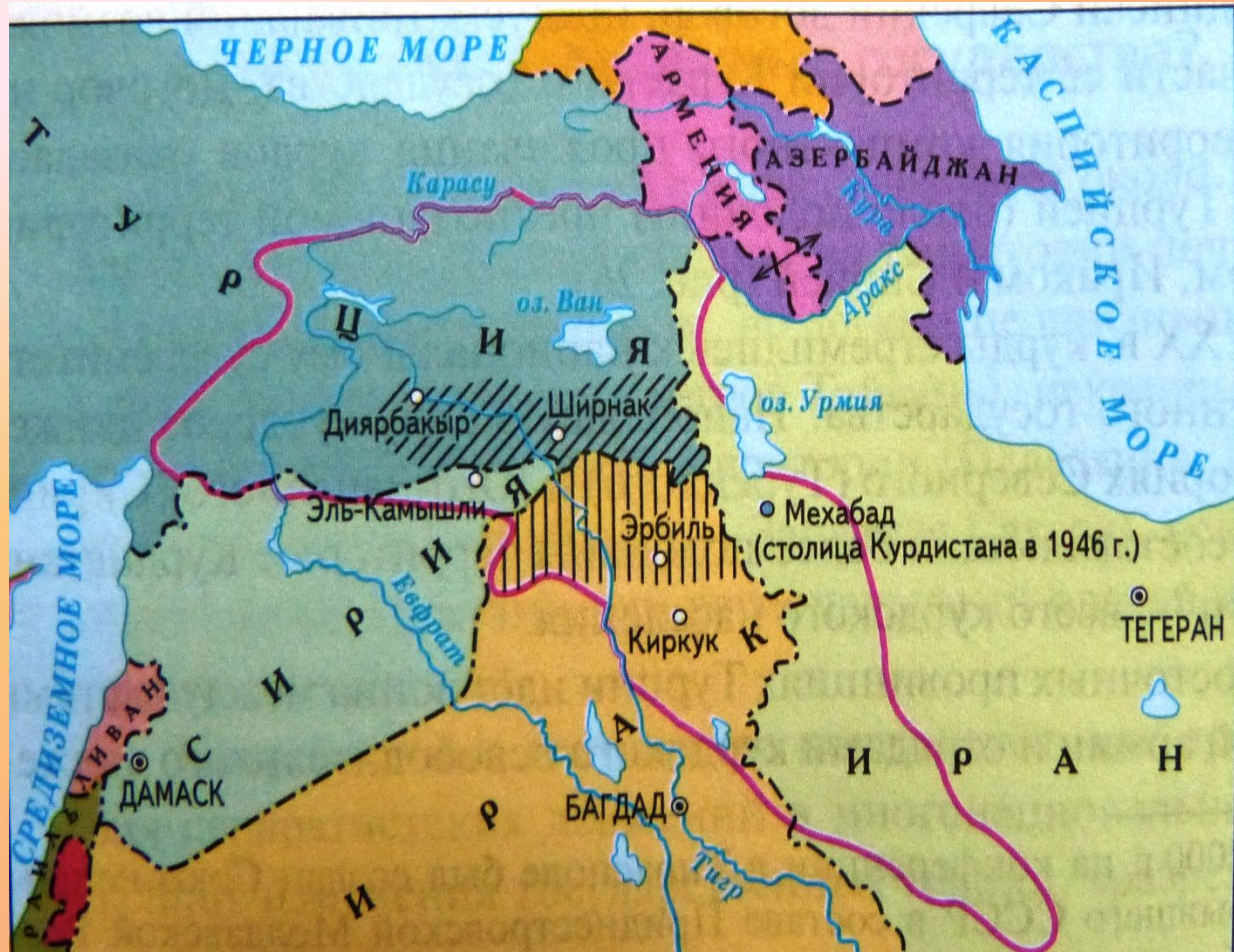 ЧЕРНОЕ МОРЕ
КАСПИЙСКОЕ МОРЕ
АРМЕНИЯ
АЗЕРБАЙДЖАН
ТУРЦИЯ
Карасу
Кура
Аракс
оз. Ван
оз. Урмия
Диярбакыр
Ширнак
Эль-Камышли
Эрбиль
Мехабад
(столица Курдистана в 1946 г.)
СИРИЯ
Евфрат
Киркук
ТЕГЕРАН
СРЕДИЗЕМНОЕ МОРЕ
ЛИВАН
ДАМАСК
ИРАК
ИРАН
БАГДАД
Тигр